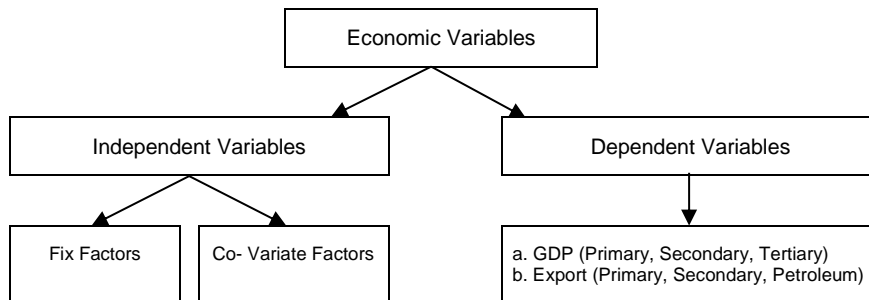 Economic Variables
Independent Variables
Dependent Variables
Fix Factors
Co- Variate Factors
a. GDP (Primary, Secondary, Tertiary)
b. Export (Primary, Secondary, Petroleum)